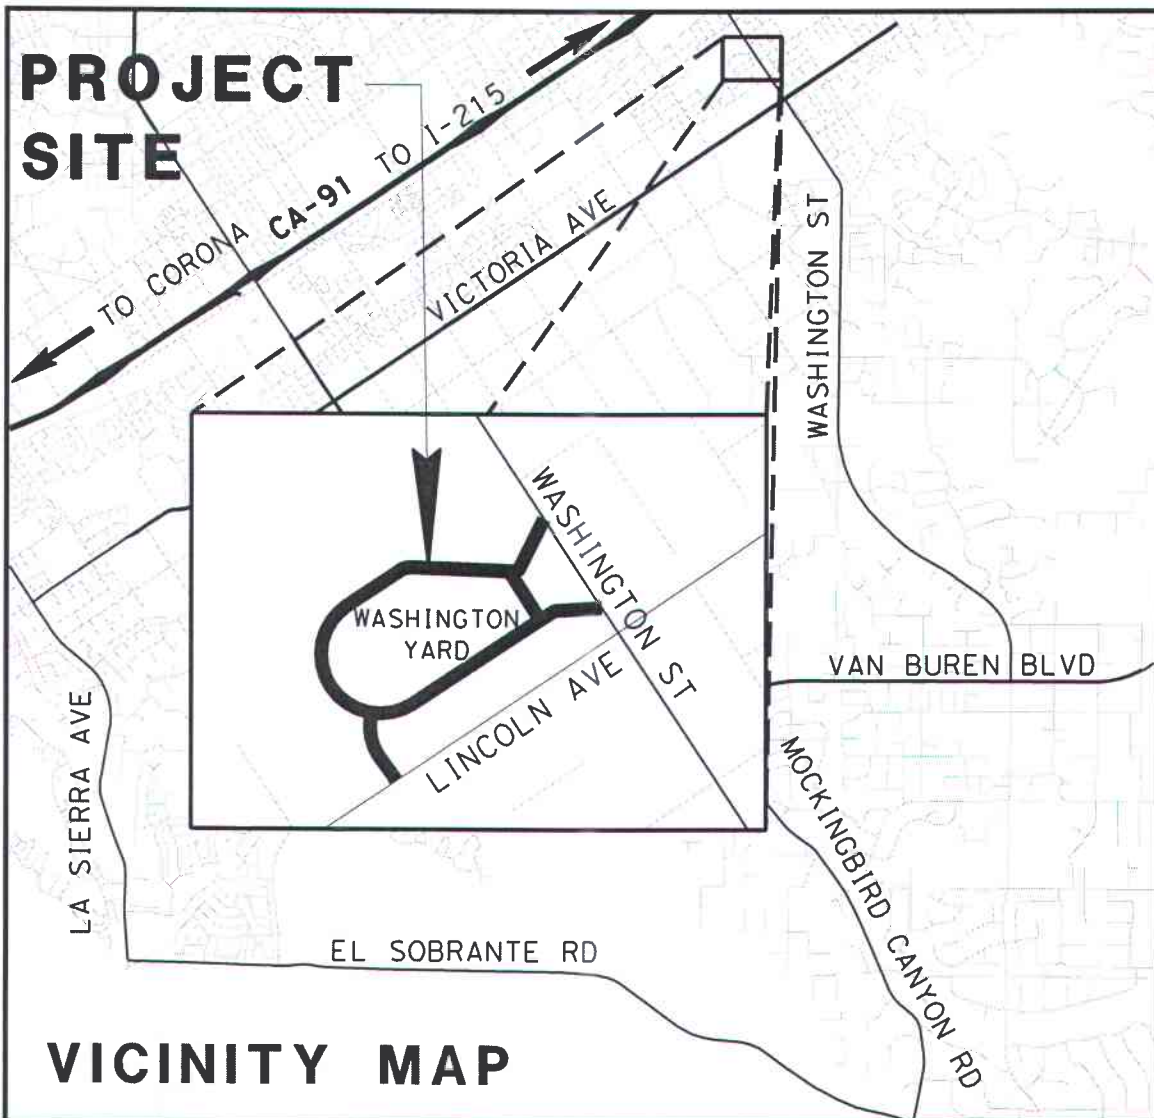 PROJECT
SITE
TO CORONA CA-91 TO I-215
VICTORIA AVE
WASHINGTON ST
WASHINGTON ST
WASHINGTON
YARD
LINCOLN AVE
VAN BUREN BLVD
LA SIERRA AVE
MOCKINGBIRD CANYON RD
EL SOBRANTE RD
VICINITY MAP